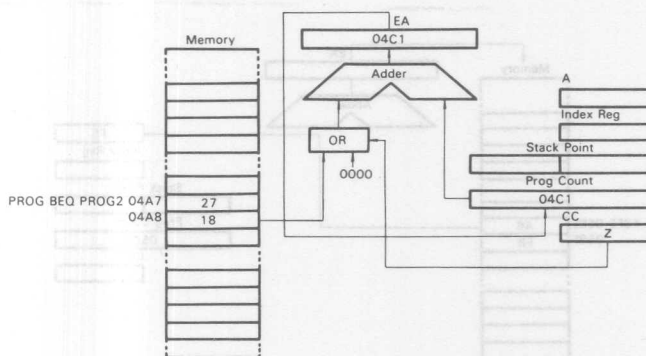 EA
04C1
Memory
Adder
A
Index Reg
OR
Stack Point
0000
Prog Count
PROG BEQ PROG2 04A7 27
04C1
04A8 18
CC
Z